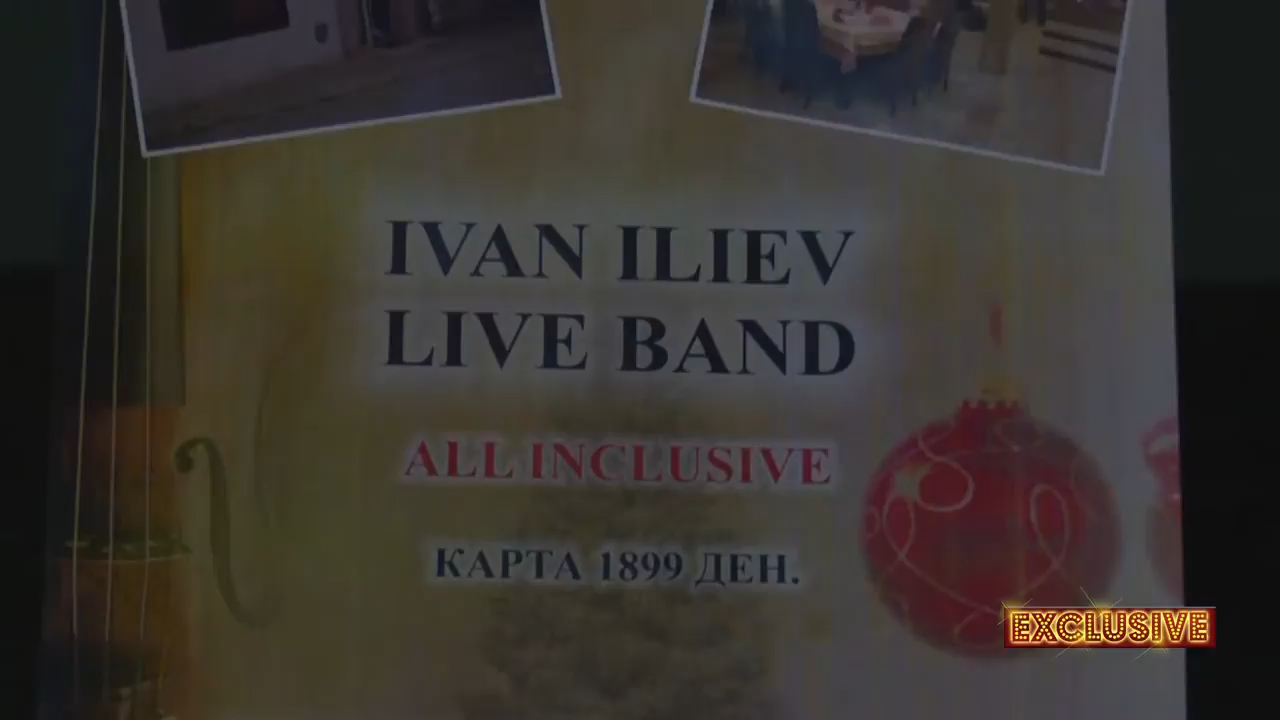 IVAN ILIEV
LIVE BAND
ALL INCLUSIVE
КАРТА 1899 ДЕН.
EXCLUSIVE